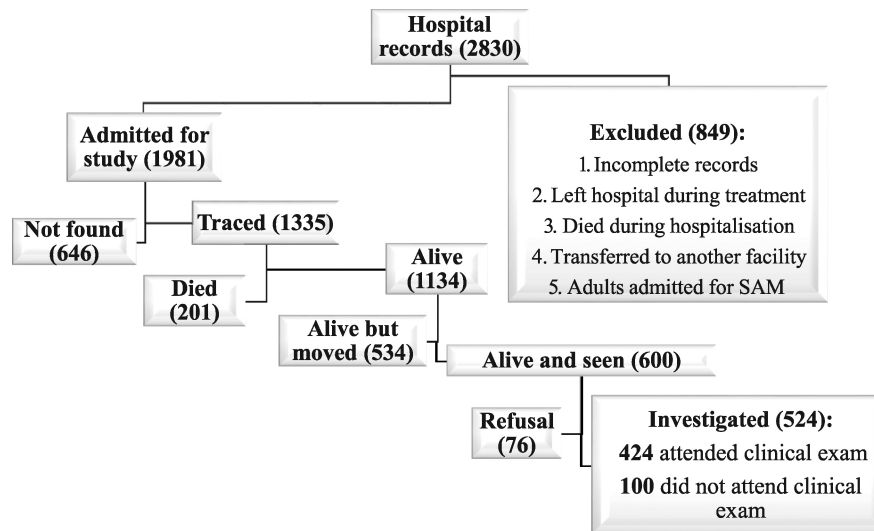 Hospital
records (2830)
Admitted for
study (1981)
Excluded (849):
1. Incomplete records
2. Left hospital during treatment
3. Died during hospitalisation
4. Transferred to another facility
5. Adults admitted for SAM
Not found
(646)
Traced (1335)
Died
(201)
Alive
(1134)
Alive but
moved (534)
Alive and seen (600)
Refusal
(76)
Investigated (524):
424 attended clinical exam
100 did not attend clinical
exam